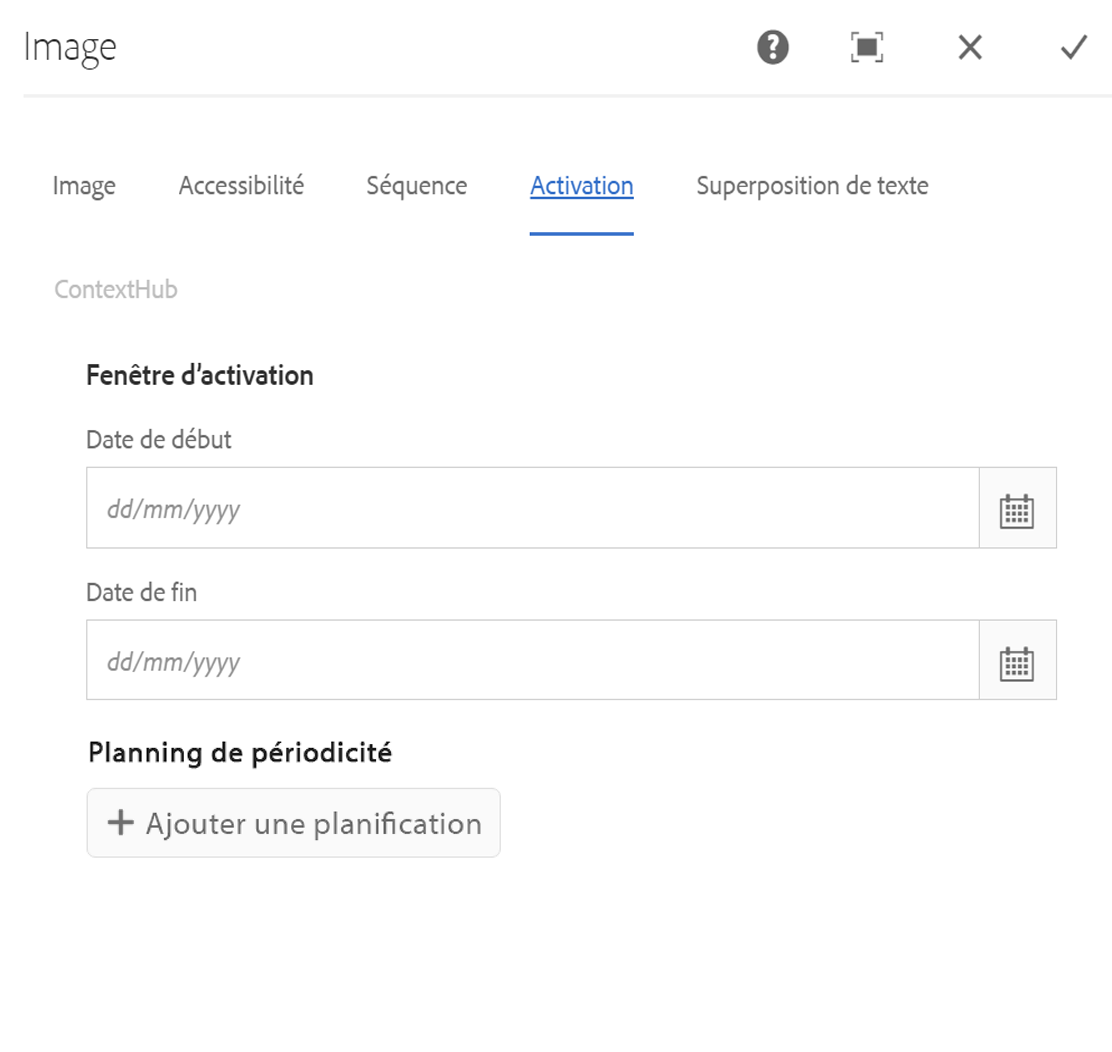 Image
Image Accessibilité Séquence Activation Superposition de texte
ContextHub
Fenêtre d’activation
Date de début
dd/mm/yyyy
Date de fin
dd/mm/yyyy
Planning de périodicité
+ Ajouter une planification